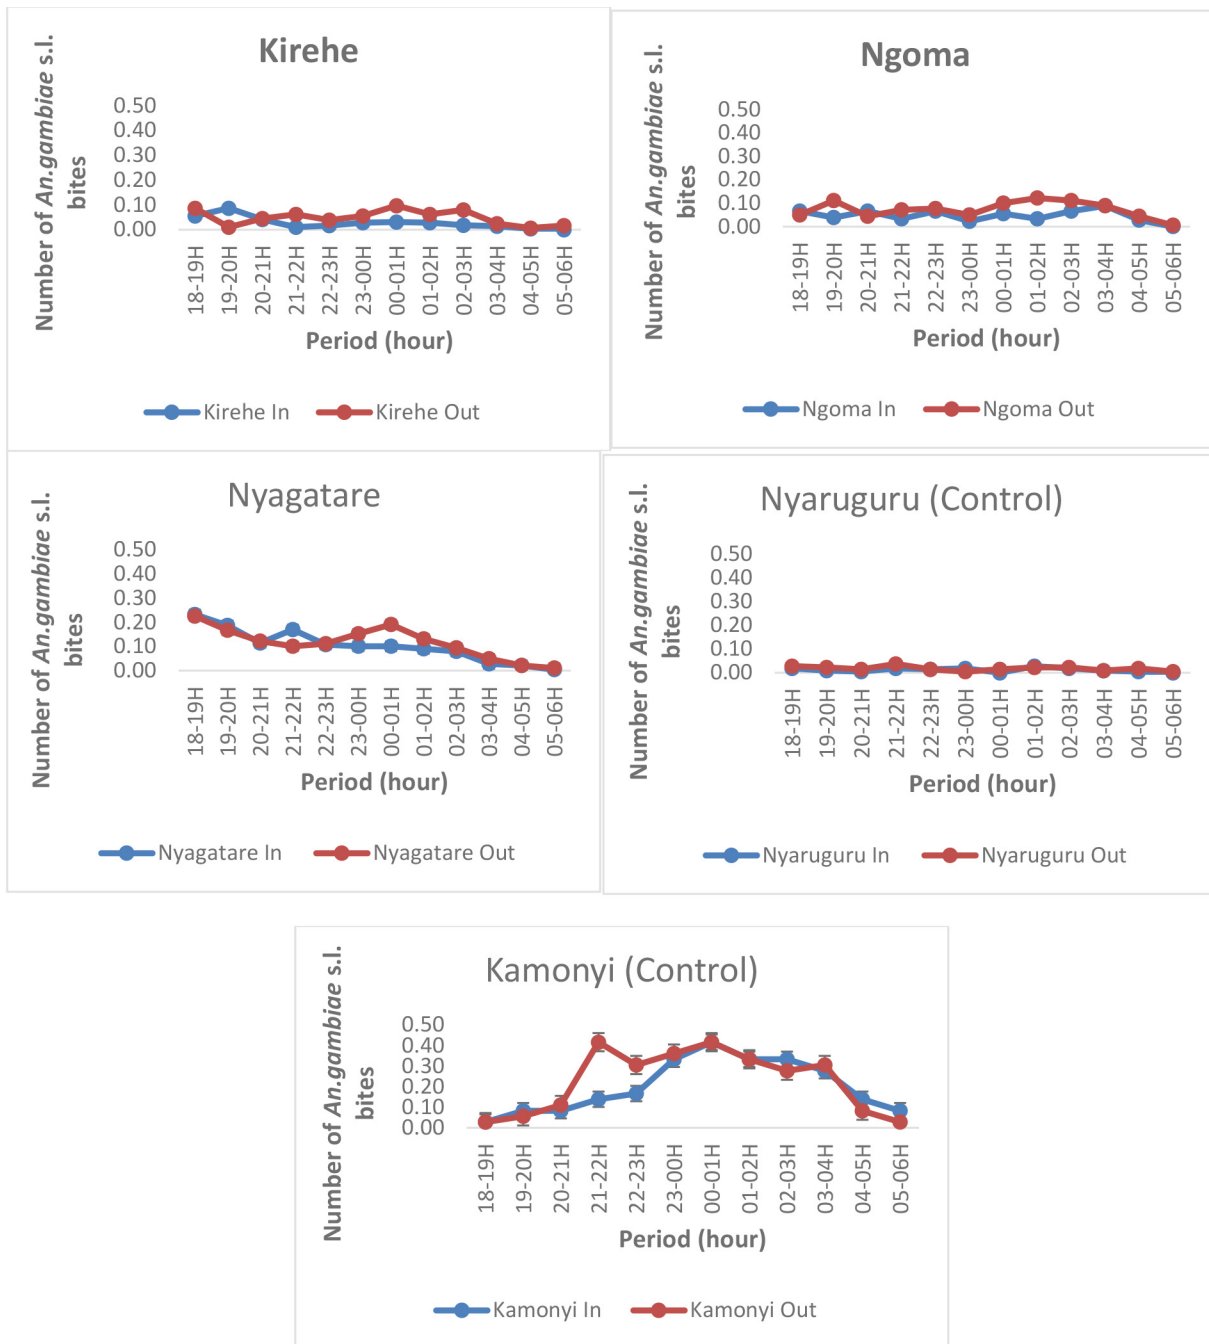 Kirehe
Number of An.gambiae s.l.
bites
0.50
0.40
0.30
0.20
0.10
0.00
18-19H
19-20H
20-21H
21-22H
22-23H
23-00H
00-01H
01-02H
02-03H
03-04H
04-05H
05-06H
Period (hour)
Kirehe In
Kirehe Out
Ngoma
Number of An.gambiae s.l.
bites
0.50
0.40
0.30
0.20
0.10
0.00
18-19H
19-20H
20-21H
21-22H
22-23H
23-00H
00-01H
01-02H
02-03H
03-04H
04-05H
05-06H
Period (hour)
Ngoma In
Ngoma Out
Nyagatare
Number of An.gambiae s.l.
bites
0.50
0.40
0.30
0.20
0.10
0.00
18-19H
19-20H
20-21H
21-22H
22-23H
23-00H
00-01H
01-02H
02-03H
03-04H
04-05H
05-06H
Period (hour)
Nyagatare In
Nyagatare Out
Nyaruguru (Control)
Number of An.gambiae s.l.
bites
0.50
0.40
0.30
0.20
0.10
0.00
18-19H
19-20H
20-21H
21-22H
22-23H
23-00H
00-01H
01-02H
02-03H
03-04H
04-05H
05-06H
Period (hour)
Nyaruguru In
Nyaruguru Out
Kamonyi (Control)
Number of An.gambiae s.l.
bites
0.50
0.40
0.30
0.20
0.10
0.00
18-19H
19-20H
20-21H
21-22H
22-23H
23-00H
00-01H
01-02H
02-03H
03-04H
04-05H
05-06H
Period (hour)
Kamonyi In
Kamonyi Out